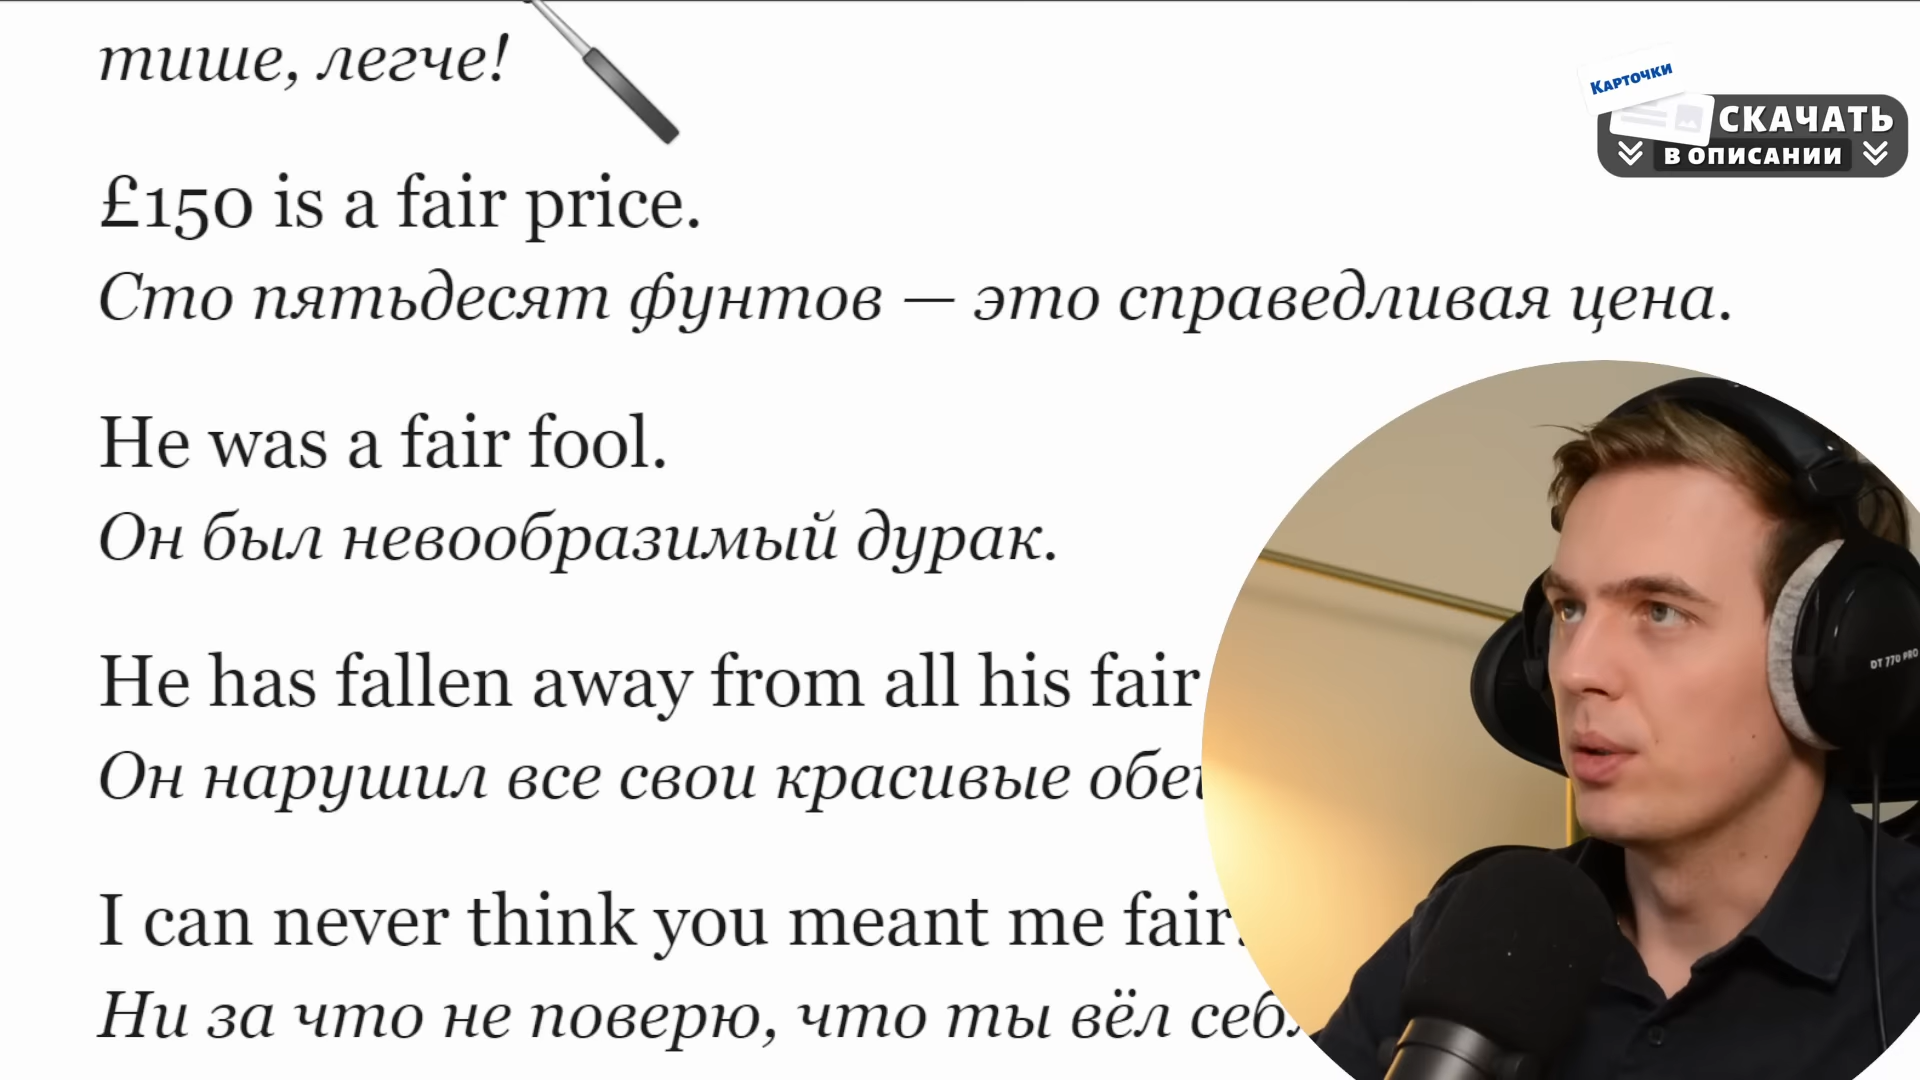 тише, легче!
Карточки
СКАЧАТЬ
В ОПИСАНИИ
£150 is a fair price.
Сто пятьдесят фунтов — это справедливая цена.
He was a fair fool.
Он был невообразимый дурак.
He has fallen away from all his fair
Он нарушил все свои красивые
I can never think you meant me fair.
Ни за что не поверю, что ты вёл
DT 770 PRO